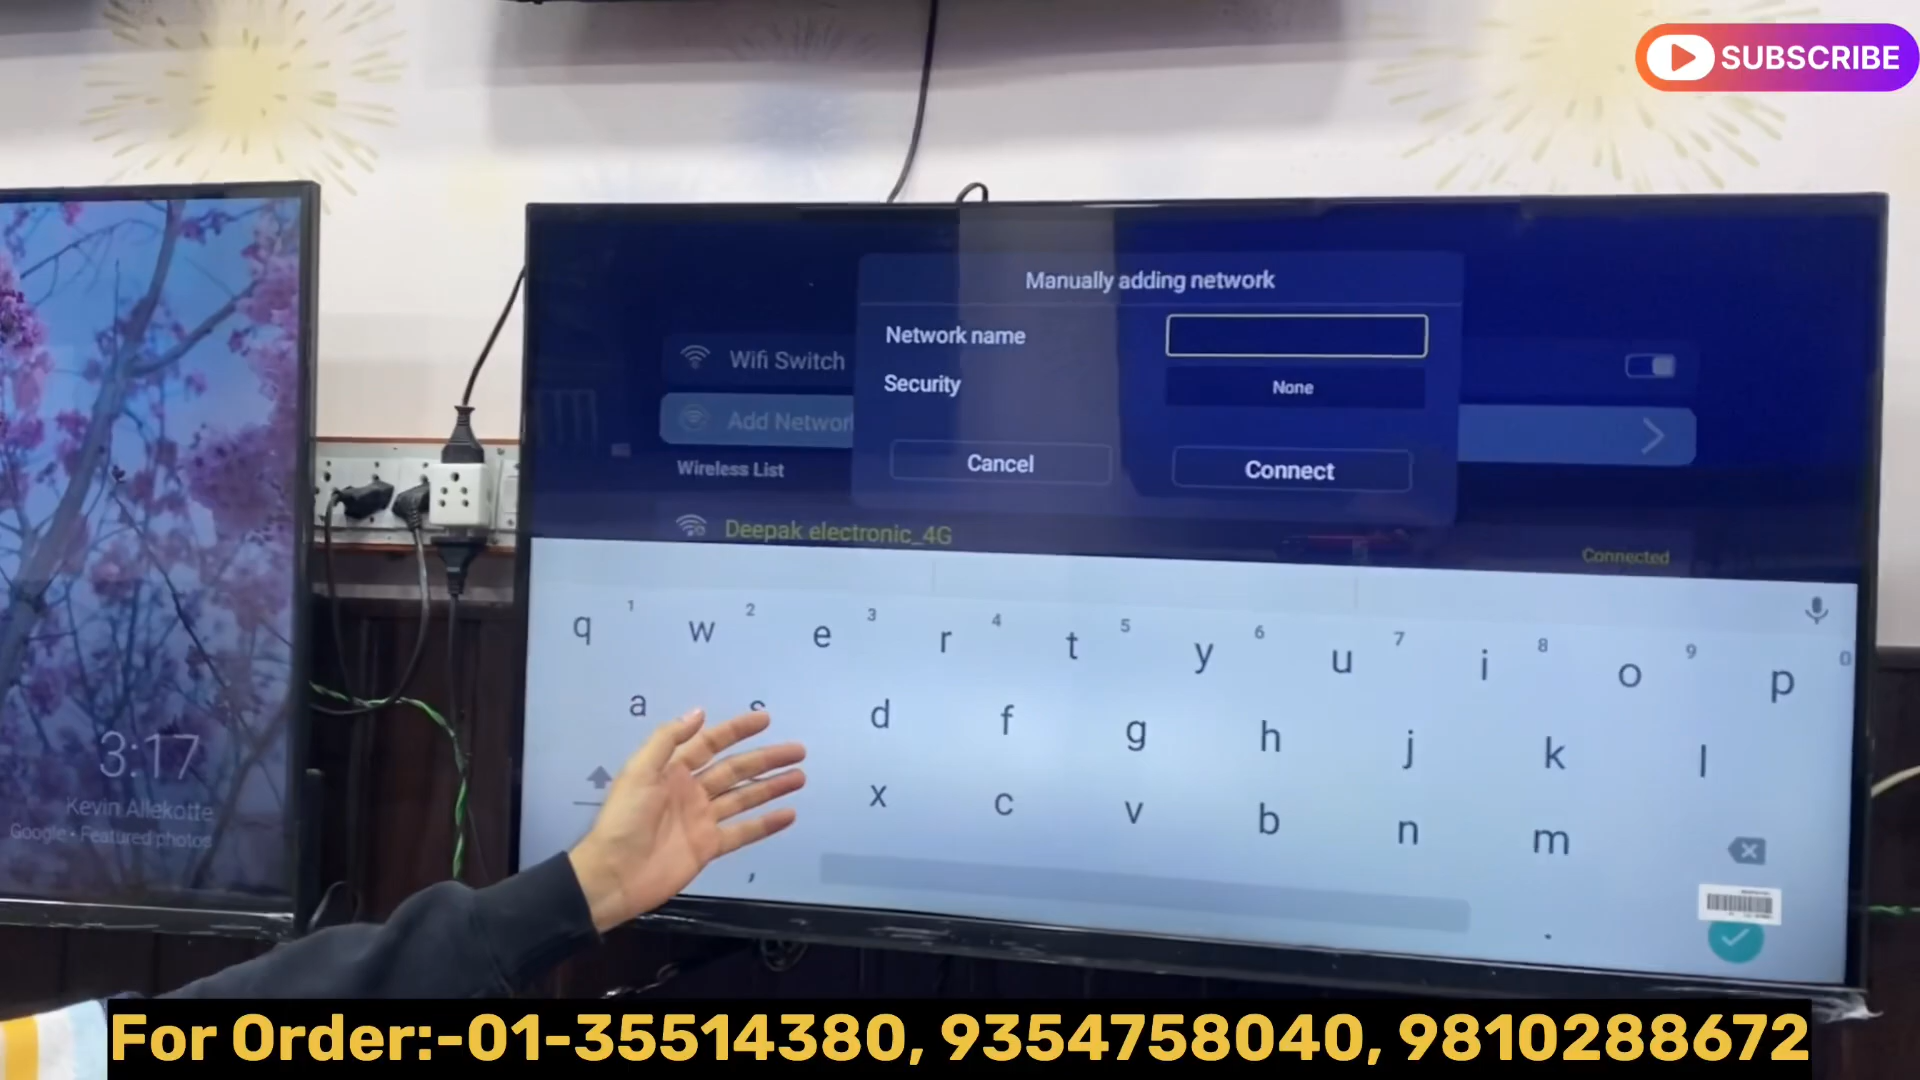 SUBSCRIBE
Manually adding network
Network name
Security
None
Cancel
Connect
Wifi Switch
Add Networ
Wireless List
Deepak electronic_4G
Connected
q 1 w 2 e 3 r 4 t 5 y 6 u 7 i 8 o 9 p 0
a s d f g h j k l
x c v b n m
, .
3:17
Kevin Allekotte
Google • Featured photos
For Order:-01-35514380, 9354758040, 9810288672